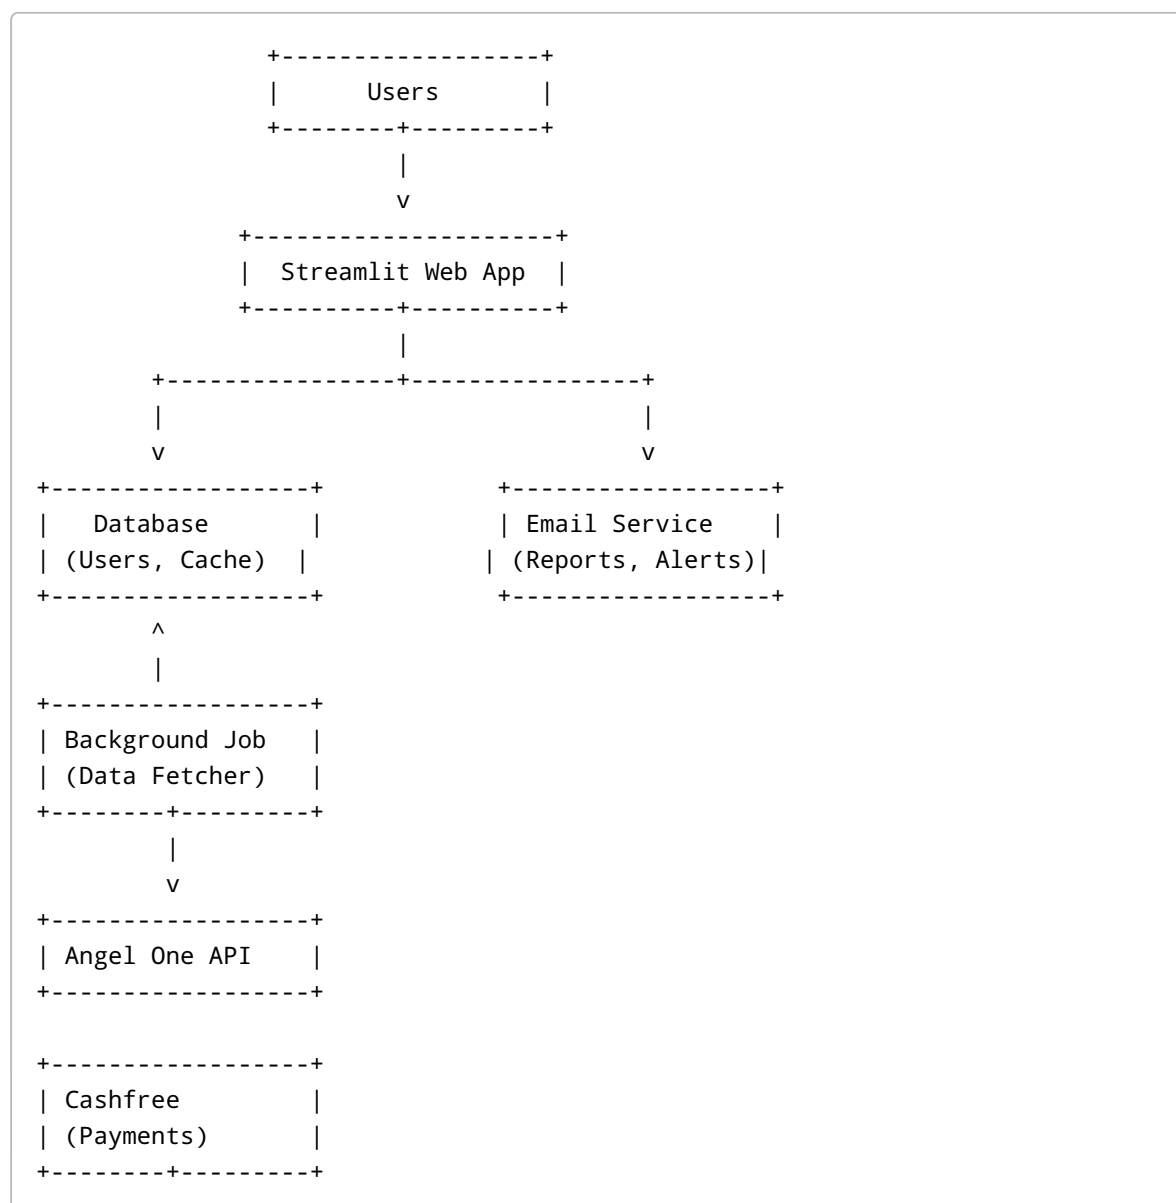 +------------------+
                |      Users       |
                +--------+---------+
                         |
                         v
              +---------------------+
              |  Streamlit Web App  |
              +----------+----------+
                         |
        +----------------+----------------+
        |                                 |
        v                                 v
+------------------+            +------------------+
|   Database       |            | Email Service    |
| (Users, Cache)  |            | (Reports, Alerts)|
+------------------+            +------------------+
        ^
        |
+------------------+
| Background Job   |
| (Data Fetcher)   |
+--------+---------+
         |
         v
+------------------+
| Angel One API    |
+------------------+

+------------------+
| Cashfree         |
| (Payments)       |
+--------+---------+